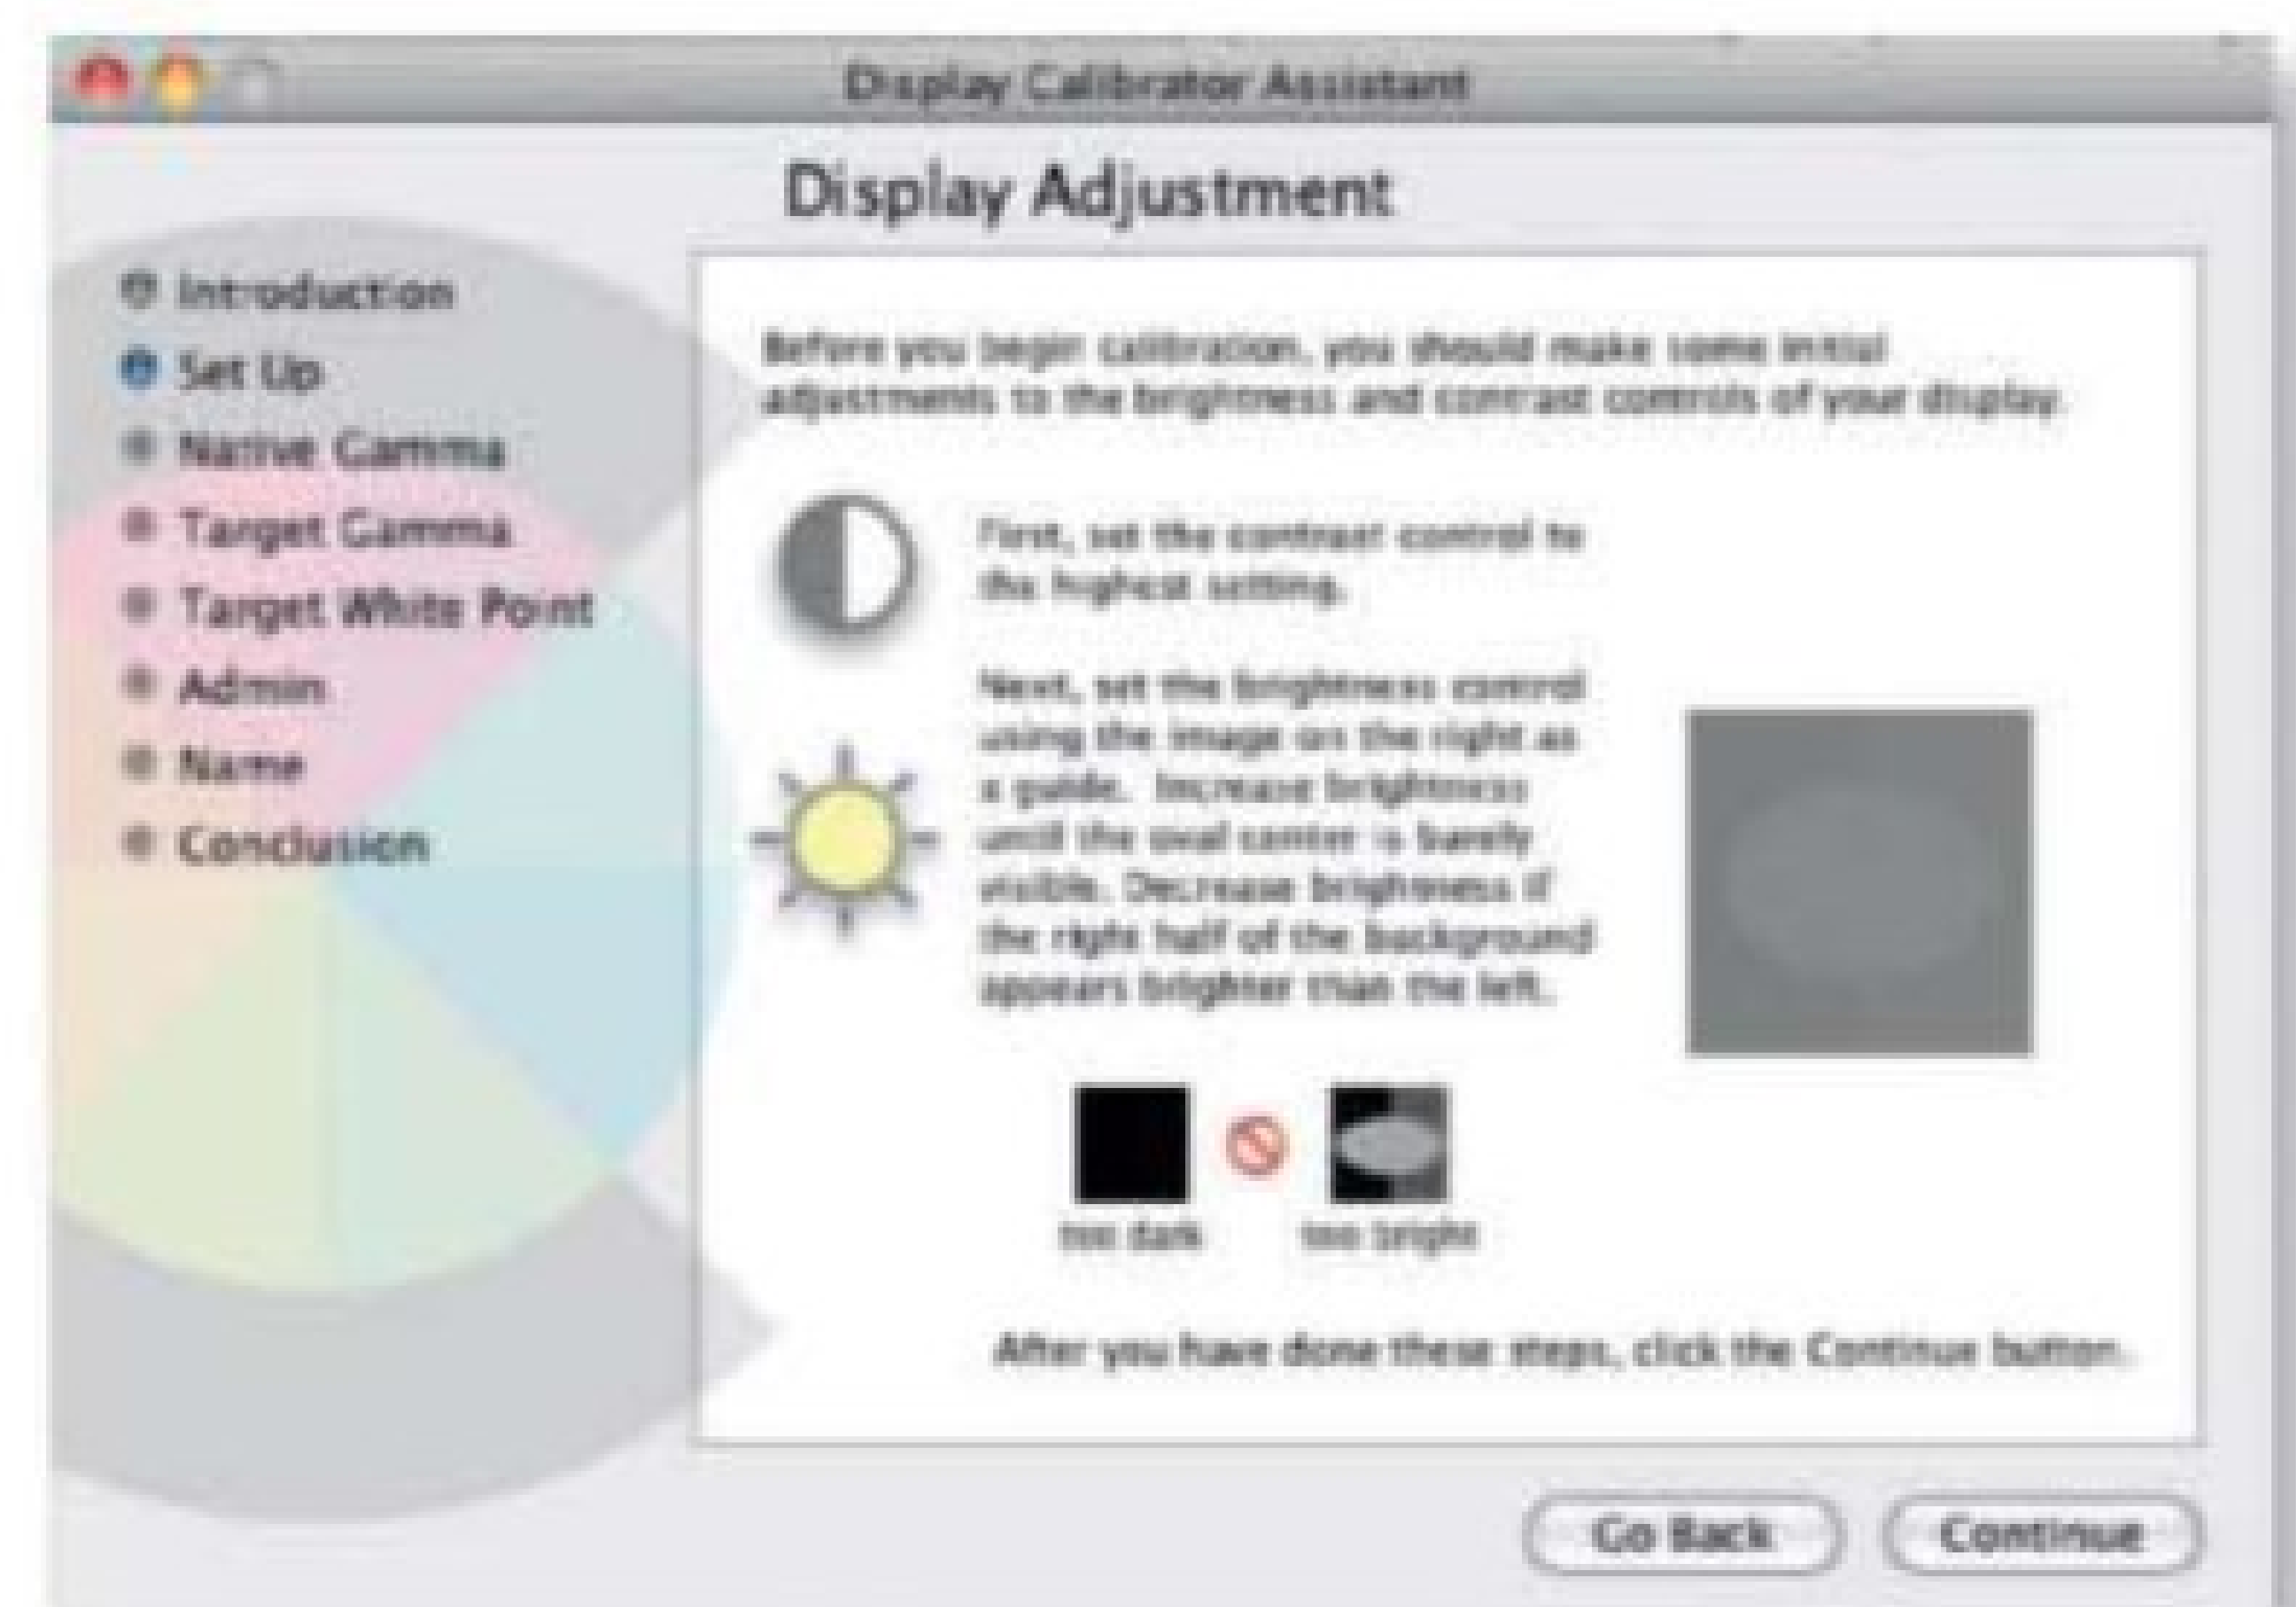 Display Calibrator Assistant
Display Adjustment
Introduction
Set Up
Native Gamma
Target Gamma
Target White Point
Admin
Name
Conclusion
Before you begin calibration, you should make some initial
adjustments to the brightness and contrast controls of your display.
First, set the contrast control to
the highest setting.
Next, set the brightness control
using the image on the right as
a guide. Increase brightness
until the oval center is barely
visible. Decrease brightness if
the right half of the background
appears brighter than the left.
too dark
too bright
After you have done these steps, click the Continue button.
Go Back
Continue